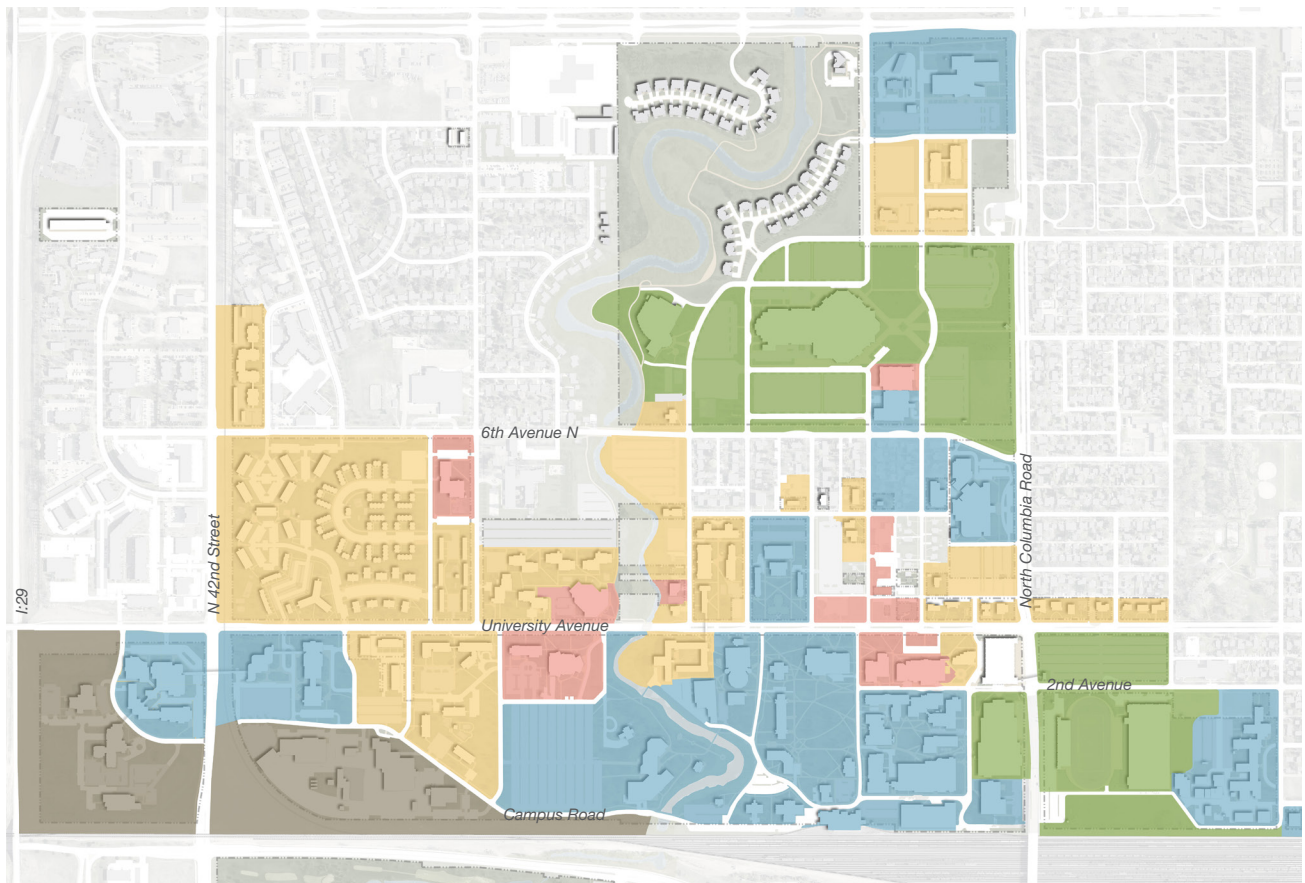 6th Avenue N
North Columbia Road
N 42nd Street
I:29
University Avenue
2nd Avenue
Campus Road